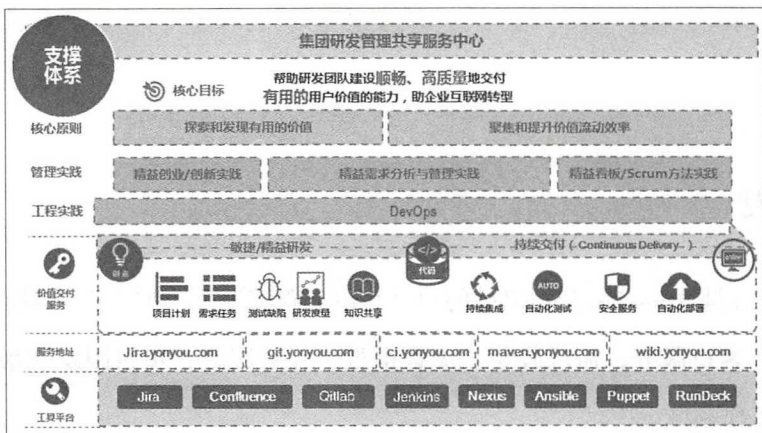 支撑
体系
集团研发管理共享服务中心
核心目标
帮助研发团队建设顺畓、高质量地交付
有用的用户价值的能力，助企业互联网转型
核心原则
探索和发现有用的价值
聚焦和提升价值流动效率
管理实践
精益创业/创新实践
精益需求分析与管理实践
精益看板/Scrum方法实践
工程实践
DevOps
敏捷/精益研发
代码
持续交付（Continuous Delivery）
价值交付
服务
项目计划
需求任务
测试缺陷
研发度量
知识共享
持续集成
AUTO
自动化测试
安全服务
自动化部署
服务地址
Jira.yonyou.com
git.yonyou.com
ci.yonyou.com
maven.yonyou.com
wiki.yonyou.com
工具平台
Jira
Confluence
Qitlab
Jenkins
Nexus
Ansible
Puppet
RunDeck